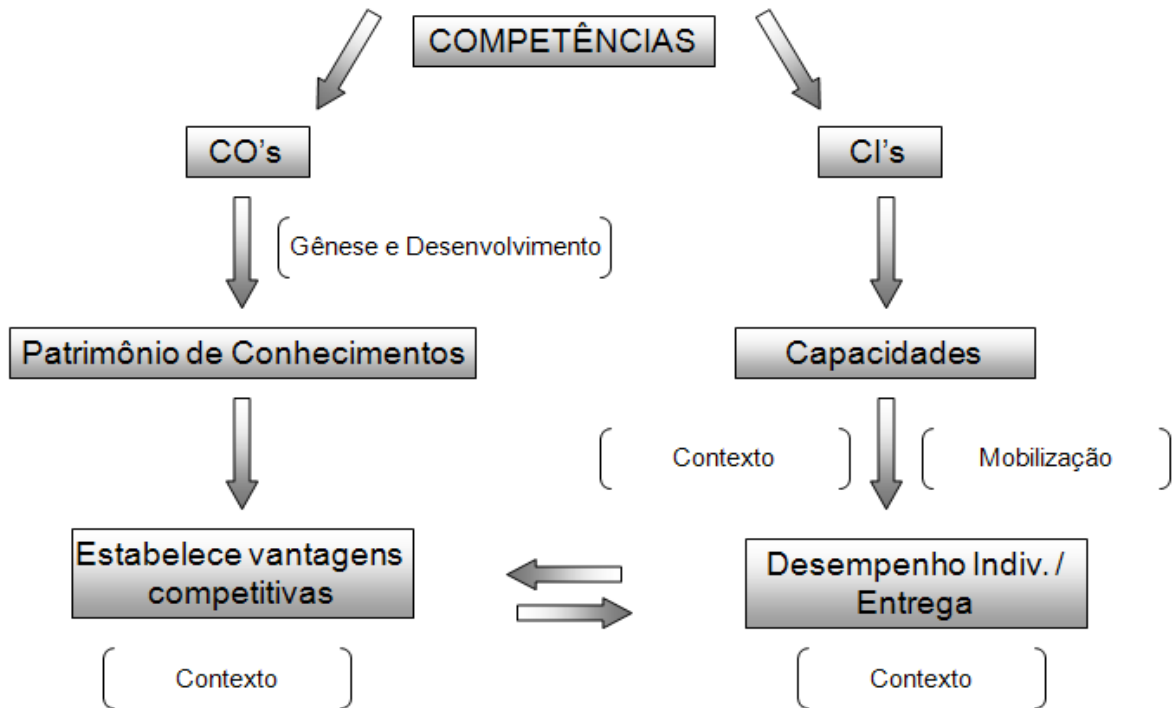 COMPETÊNCIAS
CO’s
CI’s
Gênese e Desenvolvimento
Patrimônio de Conhecimentos
Capacidades
Contexto
Mobilização
Estabelece vantagens
competitivas
Desempenho Indiv. /
Entrega
Contexto
Contexto